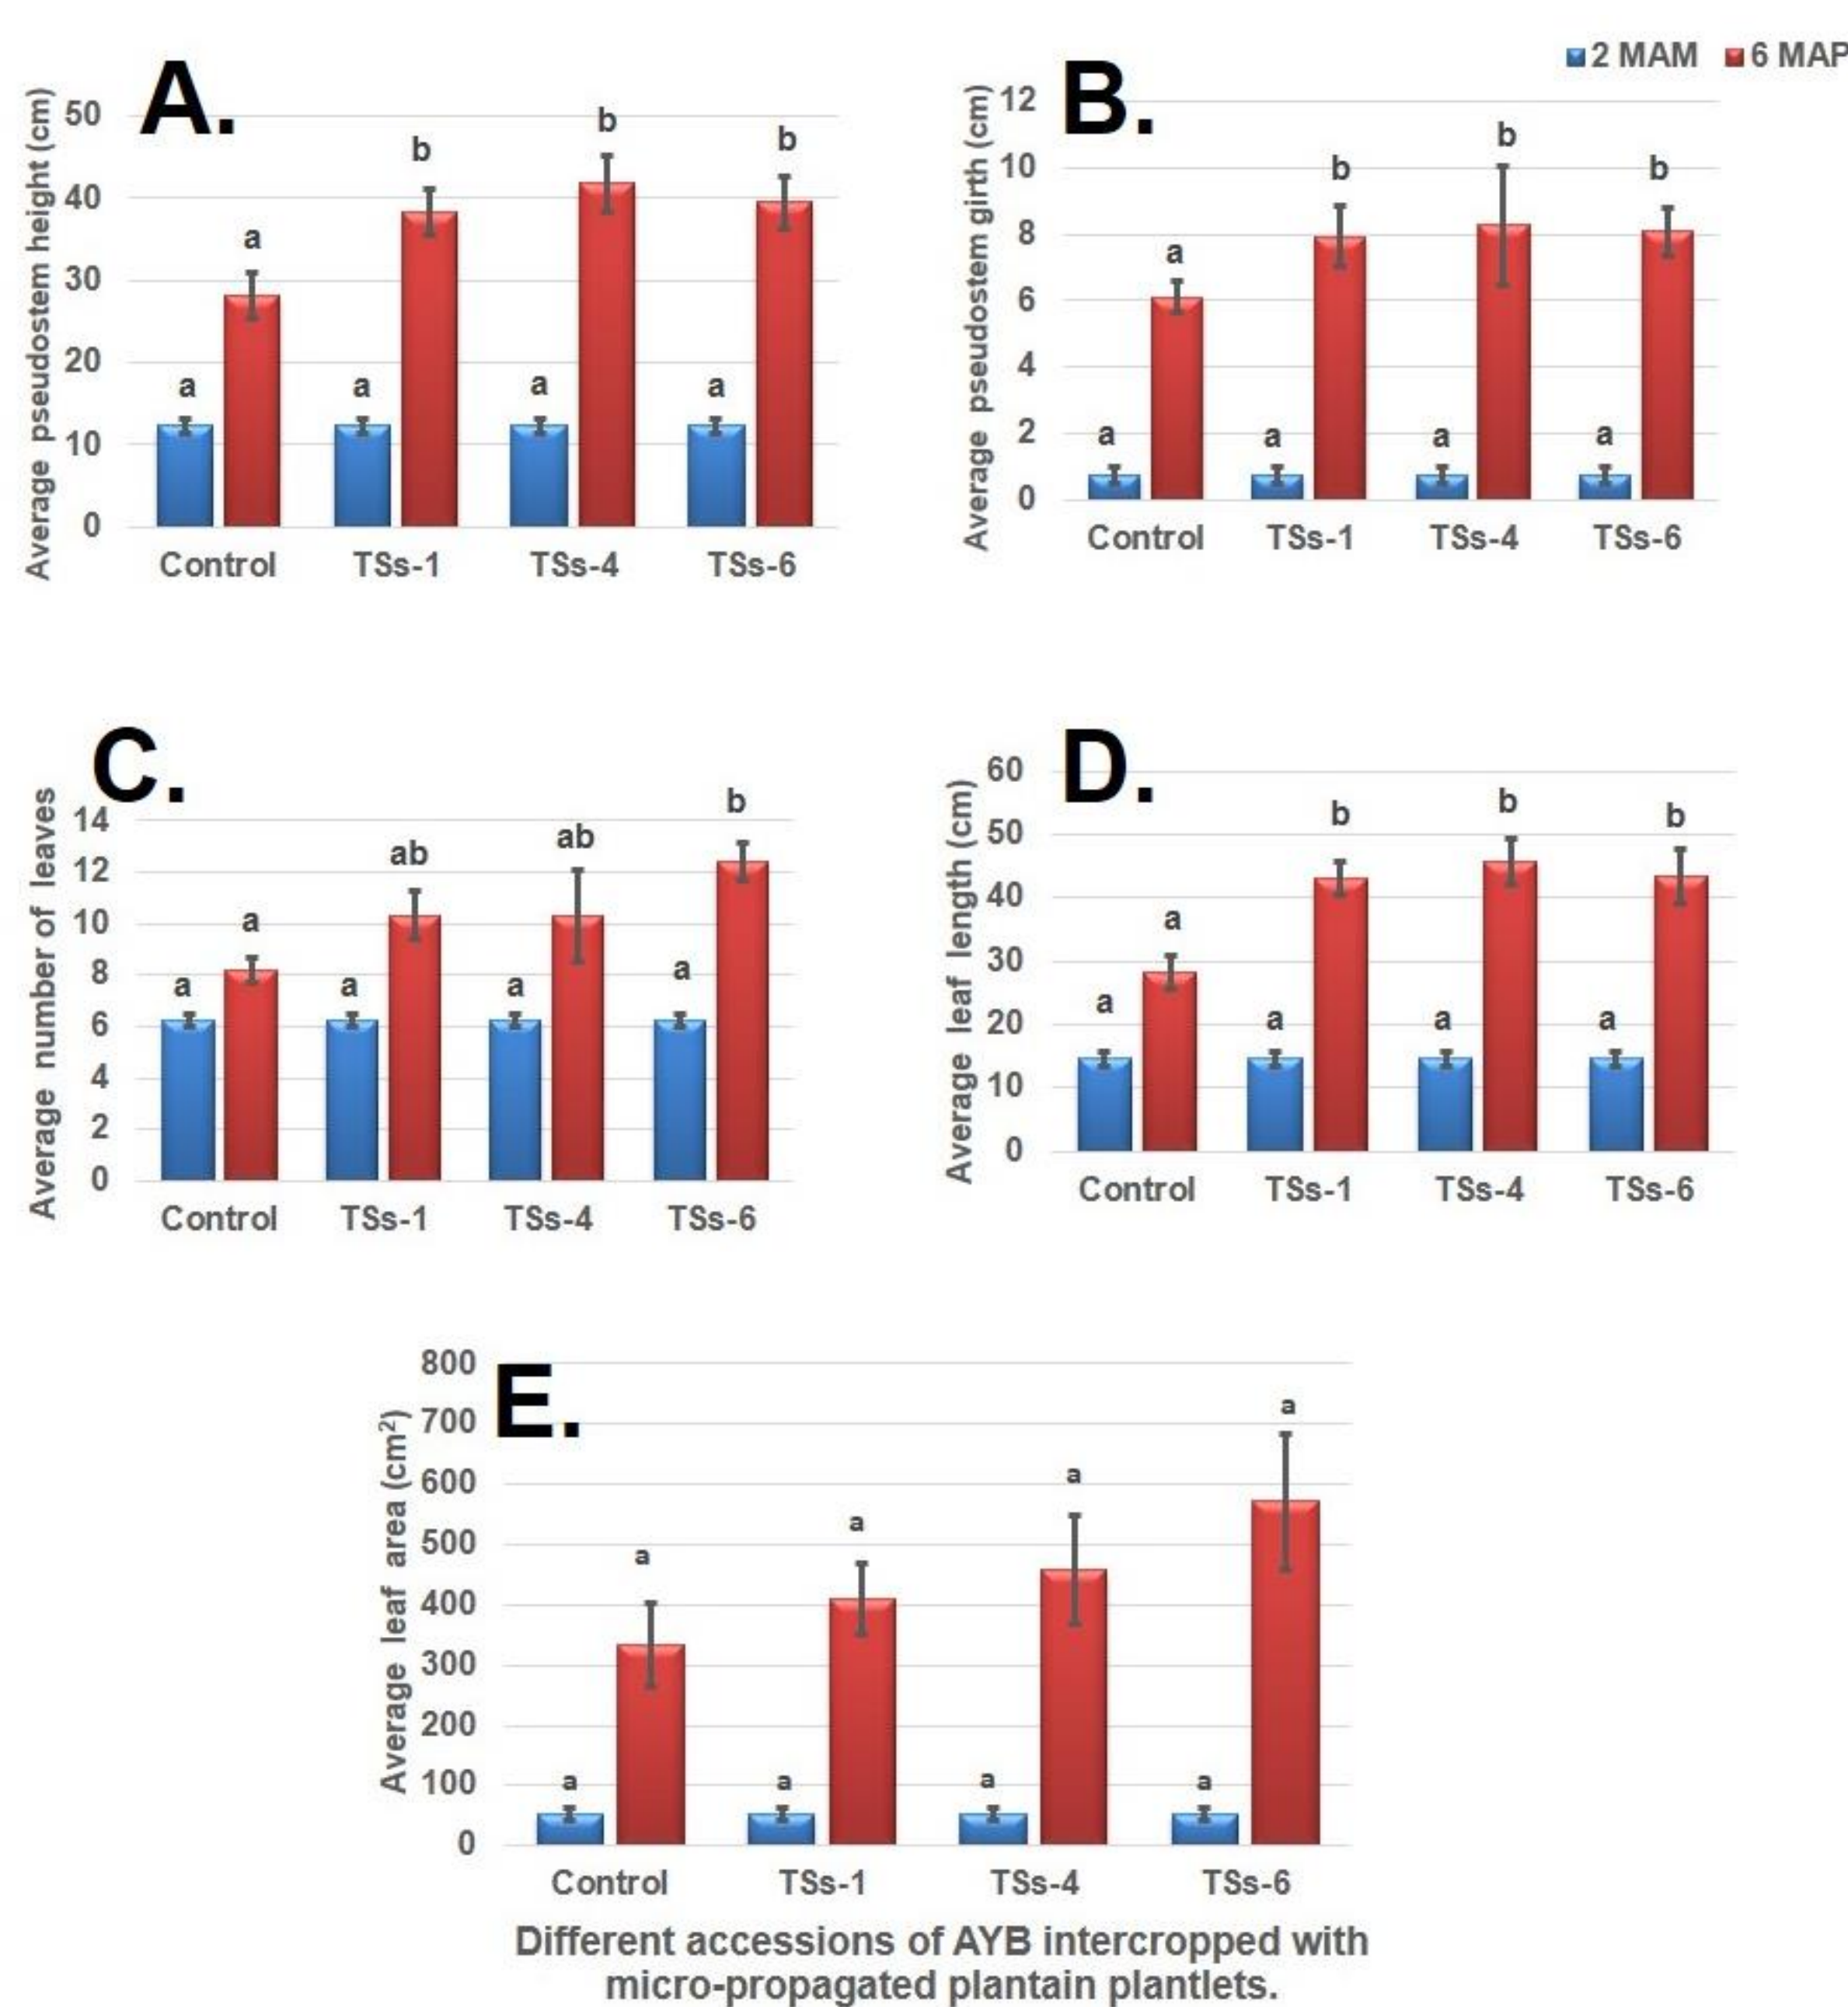 2 MAM 6 MAP
A.
Average pseudostem height (cm)
50
40
30
20
10
0
a
a
a
b
a
b
a
b
Control TSs-1 TSs-4 TSs-6
B.
Average pseudostem girth (cm)
12
10
8
6
4
2
0
a
a
a
b
a
b
a
b
Control TSs-1 TSs-4 TSs-6
C.
Average number of leaves
14
12
10
8
6
4
2
0
a
a
a
ab
a
ab
a
b
Control TSs-1 TSs-4 TSs-6
D.
Average leaf length (cm)
60
50
40
30
20
10
0
a
a
a
b
a
b
a
b
Control TSs-1 TSs-4 TSs-6
E.
Average leaf area (cm²)
800
700
600
500
400
300
200
100
0
a
a
a
a
a
a
a
a
Control TSs-1 TSs-4 TSs-6
Different accessions of AYB intercropped with
micro-propagated plantain plantlets.